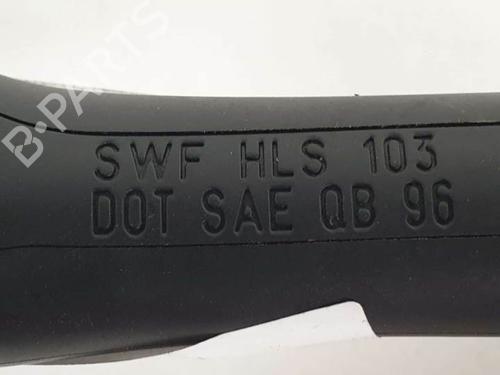 B-PARTS
SWF HLS 103
DOT SAE QB 96